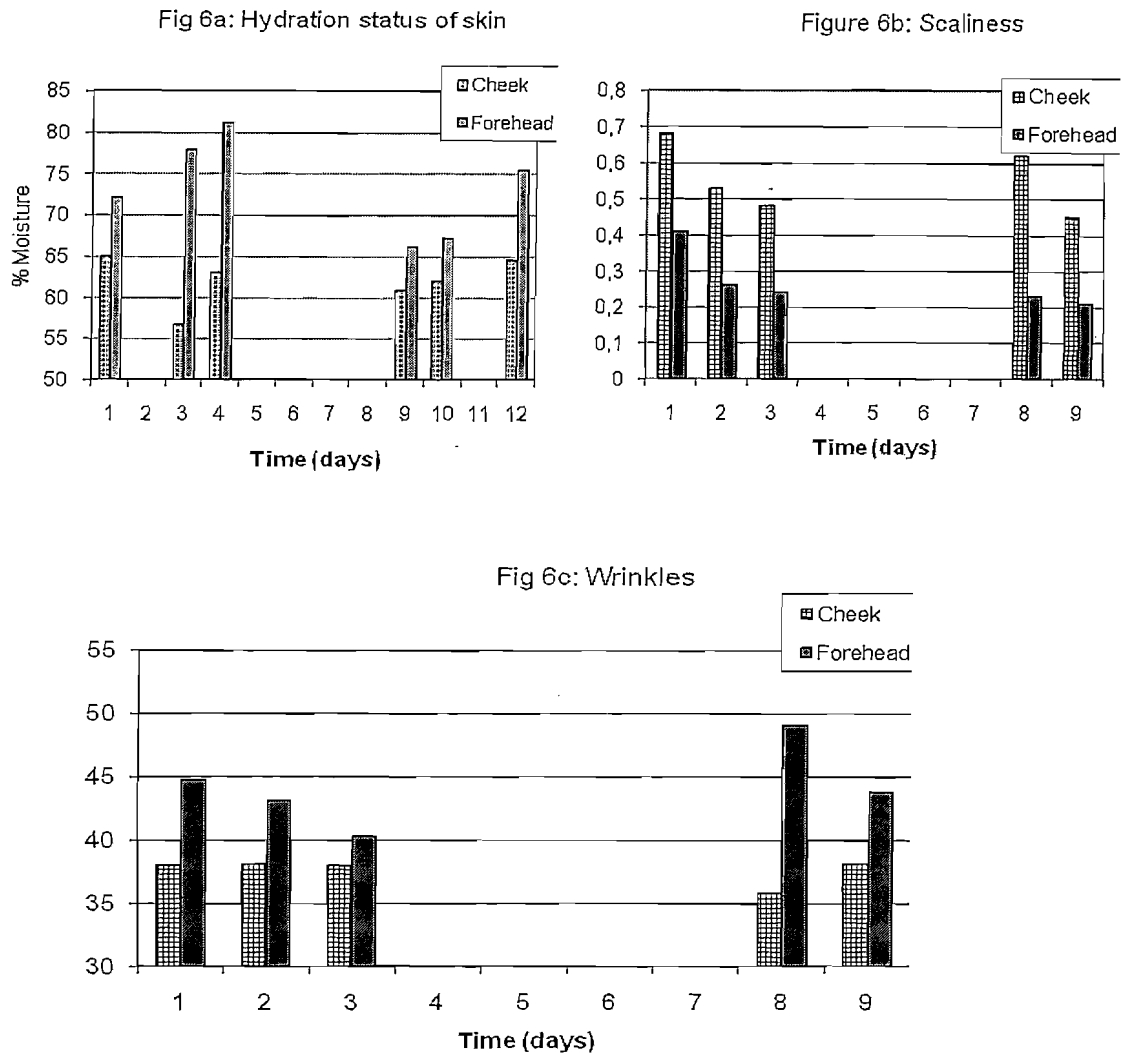 Fig 6a: Hydration status of skin
Cheek
Forehead
% Moisture
85
80
75
70
65
60
55
50
1 2 3 4 5 6 7 8 9 10 11 12
Time (days)
Figure 6b: Scaliness
Cheek
Forehead
0,8
0,7
0,6
0,5
0,4
0,3
0,2
0,1
0
1 2 3 4 5 6 7 8 9
Time (days)
Fig 6c: Wrinkles
Cheek
Forehead
55
50
45
40
35
30
1 2 3 4 5 6 7 8 9
Time (days)